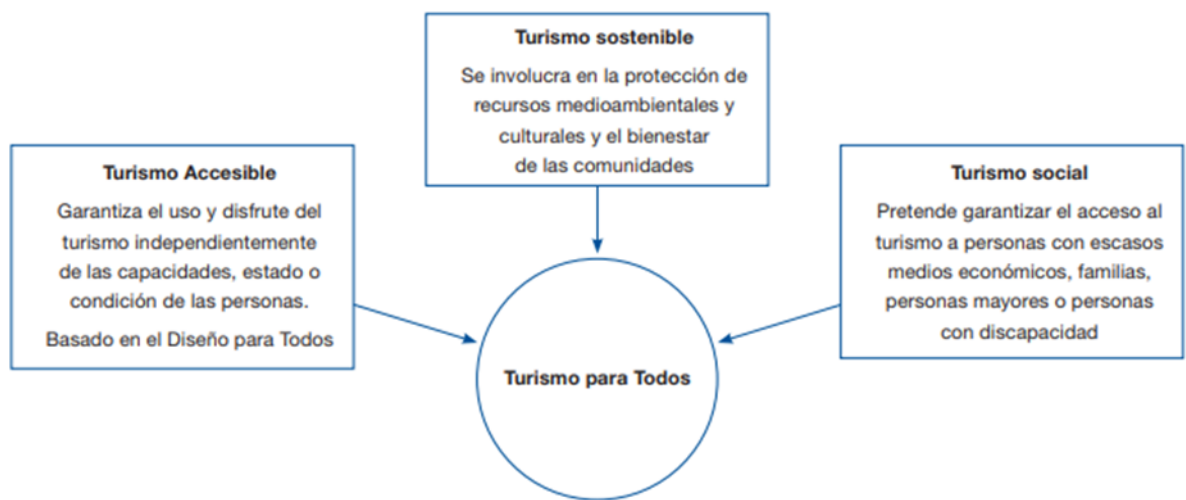 Turismo sostenible
Se involucra en la protección de
recursos medioambientales y
culturales y el bienestar
de las comunidades
Turismo Accesible
Garantiza el uso y disfrute del
turismo independientemente
de las capacidades, estado o
condición de las personas.
Basado en el Diseño para Todos
Turismo social
Pretende garantizar el acceso al
turismo a personas con escasos
medios económicos, familias,
personas mayores o personas
con discapacidad
Turismo para Todos